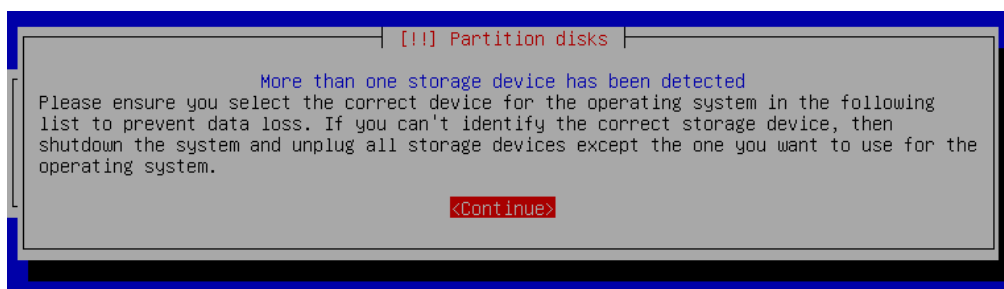 [!!] Partition disks
More than one storage device has been detected
Please ensure you select the correct device for the operating system in the following
list to prevent data loss. If you can't identify the correct storage device, then
shutdown the system and unplug all storage devices except the one you want to use for the
operating system.
<Continue>